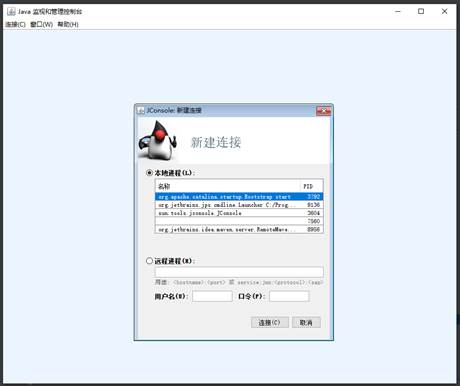 Java 监视和管理控制台
连接(C) 窗口(W) 帮助(H)
JConsole: 新建连接
新建连接
本地进程(L):
名称 PID
org.apache.catalina.startup.Bootstrap start 3792
org.jetbrains.jps.cmdline.Launcher C:/Prog... 9136
sun.tools.jconsole.JConsole 3604
7560
org.jetbrains.idea.maven.server.RemoteMave... 8956
远程进程(R):
用法: <hostname>:<port> 或 service:jmx:<protocol>:<sap>
用户名(U): 口令(P):
连接(C) 取消